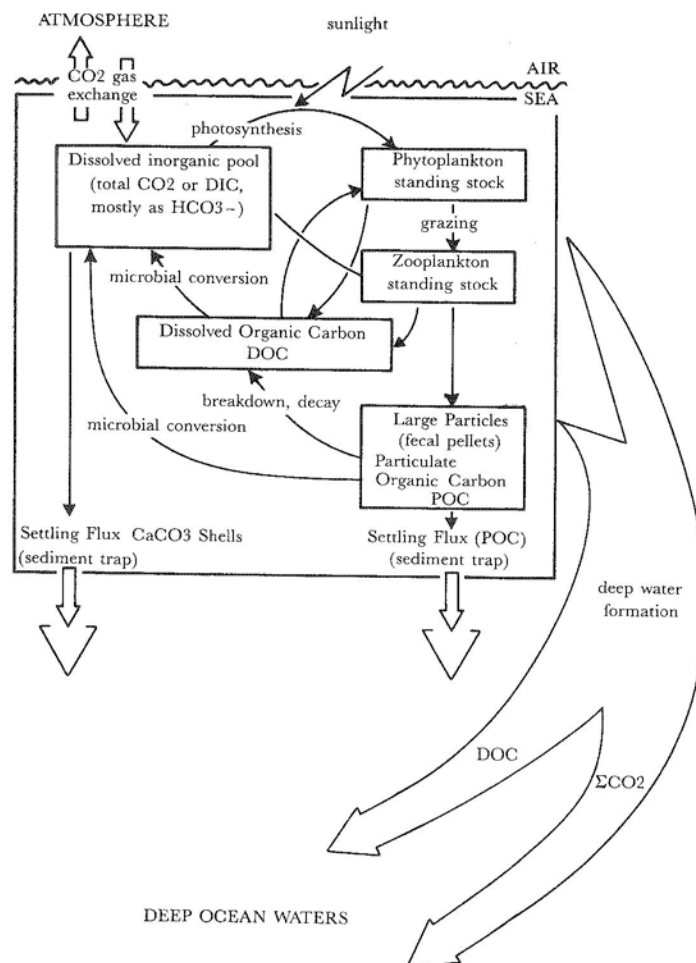 ATMOSPHERE
sunlight
AIR
CO2 gas
exchange
SEA
photosynthesis
Dissolved inorganic pool
(total CO2 or DIC,
mostly as HCO3-)
Phytoplankton
standing stock
grazing
Zooplankton
standing stock
microbial conversion
Dissolved Organic Carbon
DOC
breakdown, decay
microbial conversion
Large Particles
(fecal pellets)
Particulate
Organic Carbon
POC
Settling Flux CaCO3 Shells
(sediment trap)
Settling Flux (POC)
(sediment trap)
deep water
formation
DOC
ΣCO2
DEEP OCEAN WATERS